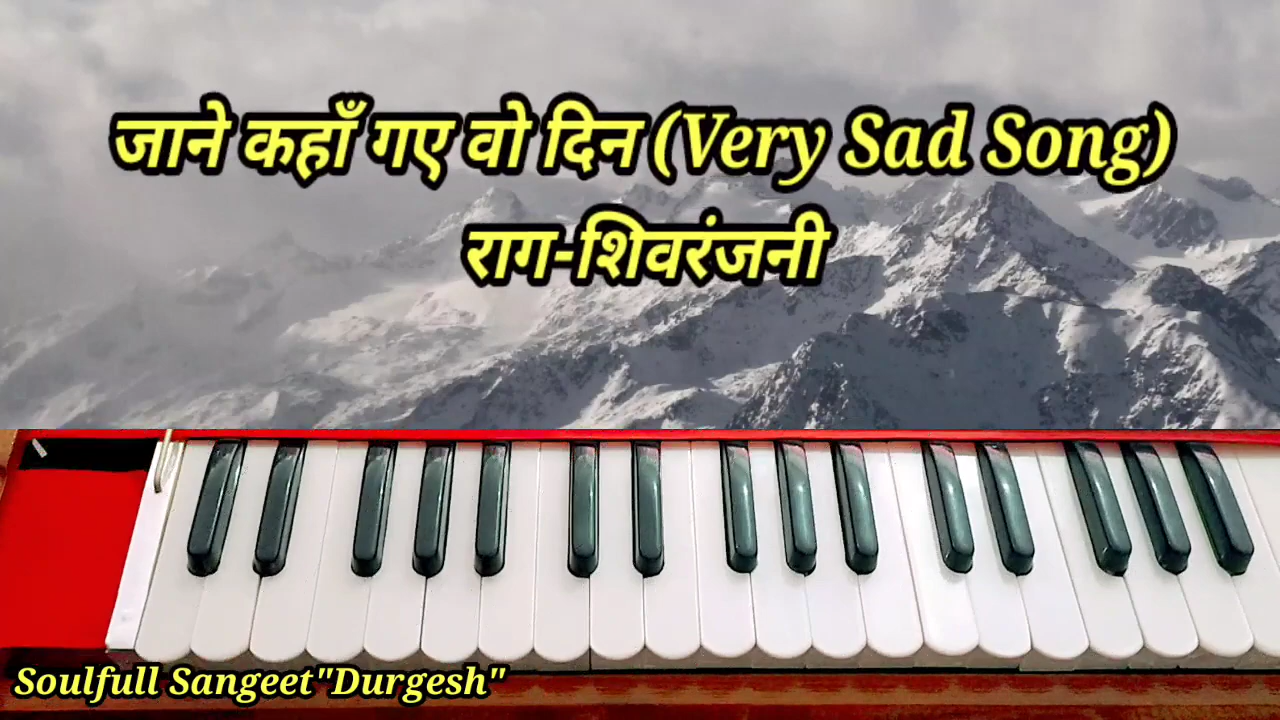 जाने कहाँ गए वो दिन (Very Sad Song)
राग-शिवरंजनी
Soulfull Sangeet"Durgesh"